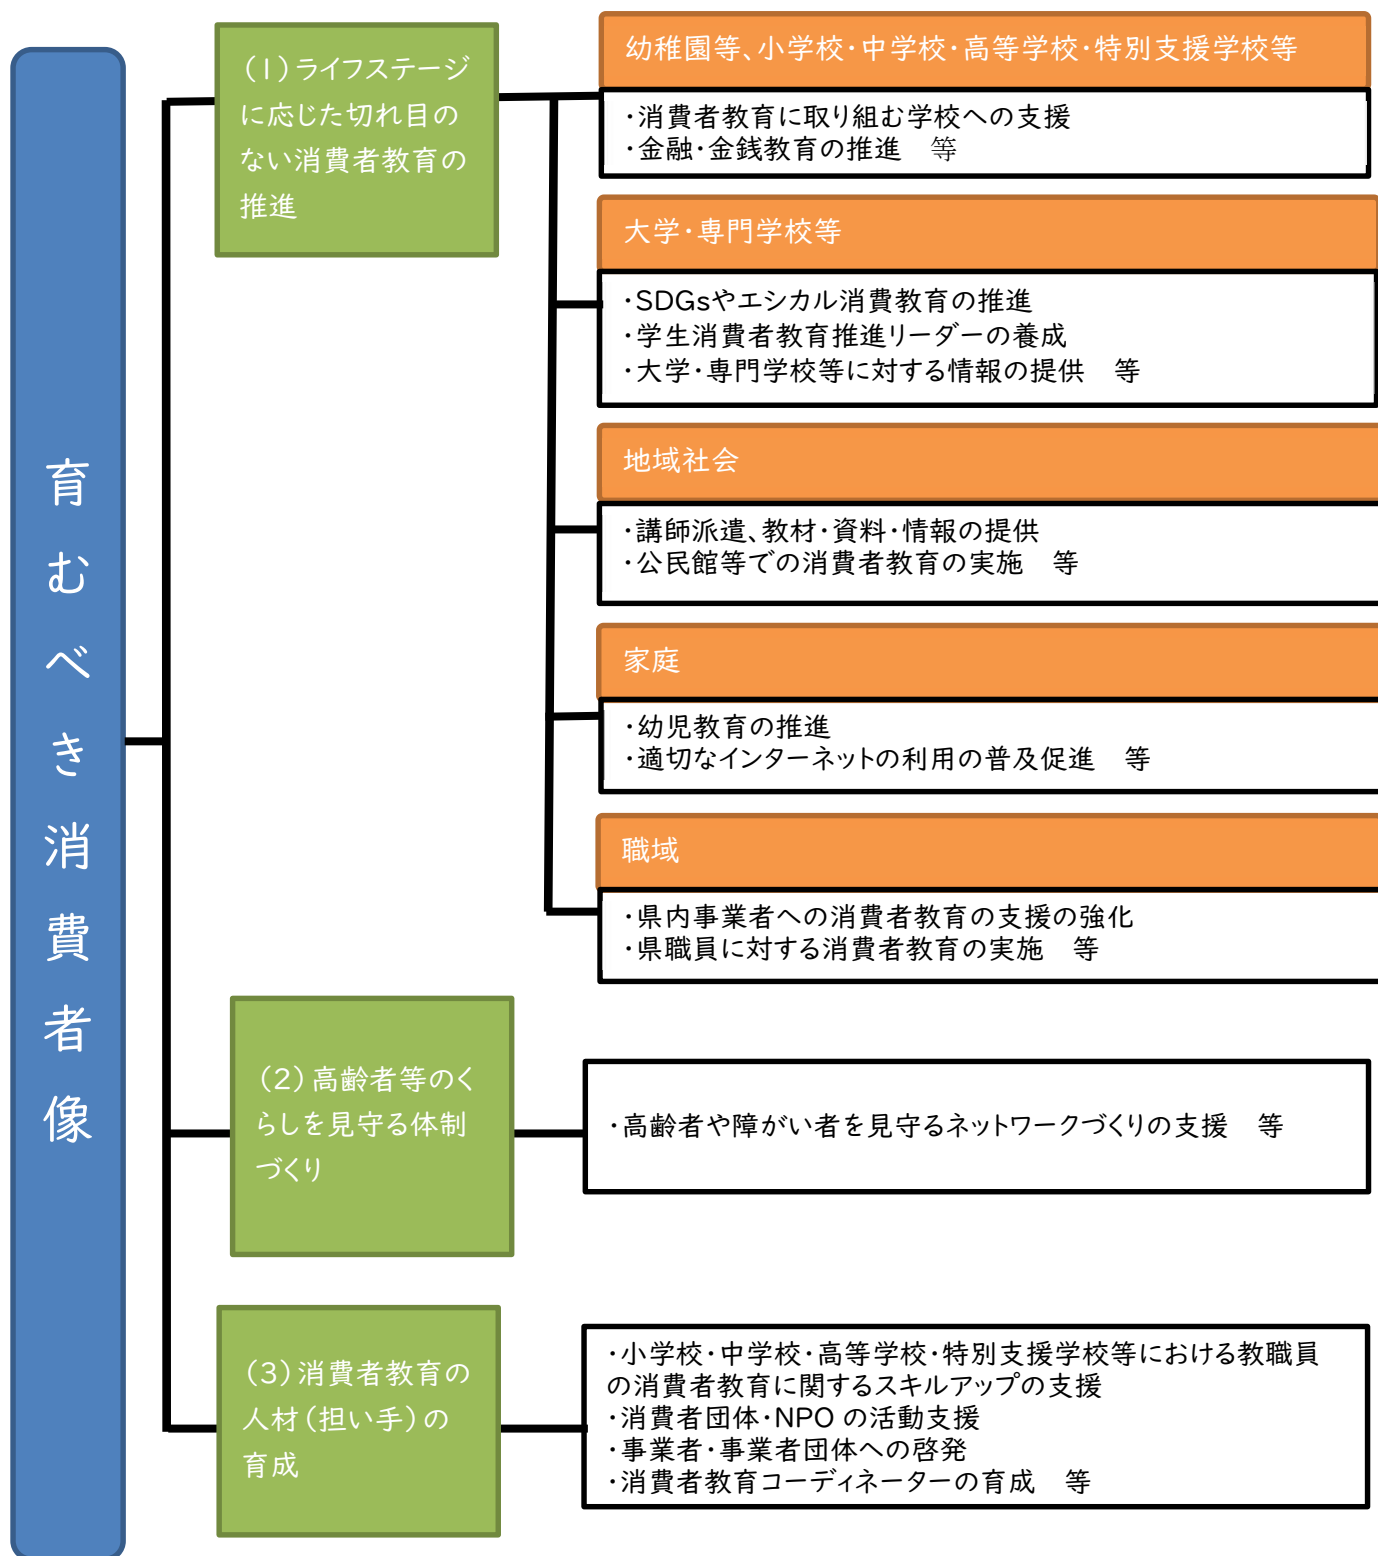 育むべき消費者像
(1)ライフステージ
に応じた切れ目の
ない消費者教育の
推進
幼稚園等、小学校・中学校・高等学校・特別支援学校等
・消費者教育に取り組む学校への支援
・金融・金銭教育の推進　等
大学・専門学校等
・SDGsやエシカル消費教育の推進
・学生消費者教育推進リーダーの養成
・大学・専門学校等に対する情報の提供　等
地域社会
・講師派遣、教材・資料・情報の提供
・公民館等での消費者教育の実施　等
家庭
・幼児教育の推進
・適切なインターネットの利用の普及促進　等
職域
・県内事業者への消費者教育の支援の強化
・県職員に対する消費者教育の実施　等
(2)高齢者等のく
らしを見守る体制
づくり
・高齢者や障がい者を見守るネットワークづくりの支援　等
(3)消費者教育の
人材(担い手)の
育成
・小学校・中学校・高等学校・特別支援学校等における教職員
の消費者教育に関するスキルアップの支援
・消費者団体・NPO の活動支援
・事業者・事業者団体への啓発
・消費者教育コーディネーターの育成　等